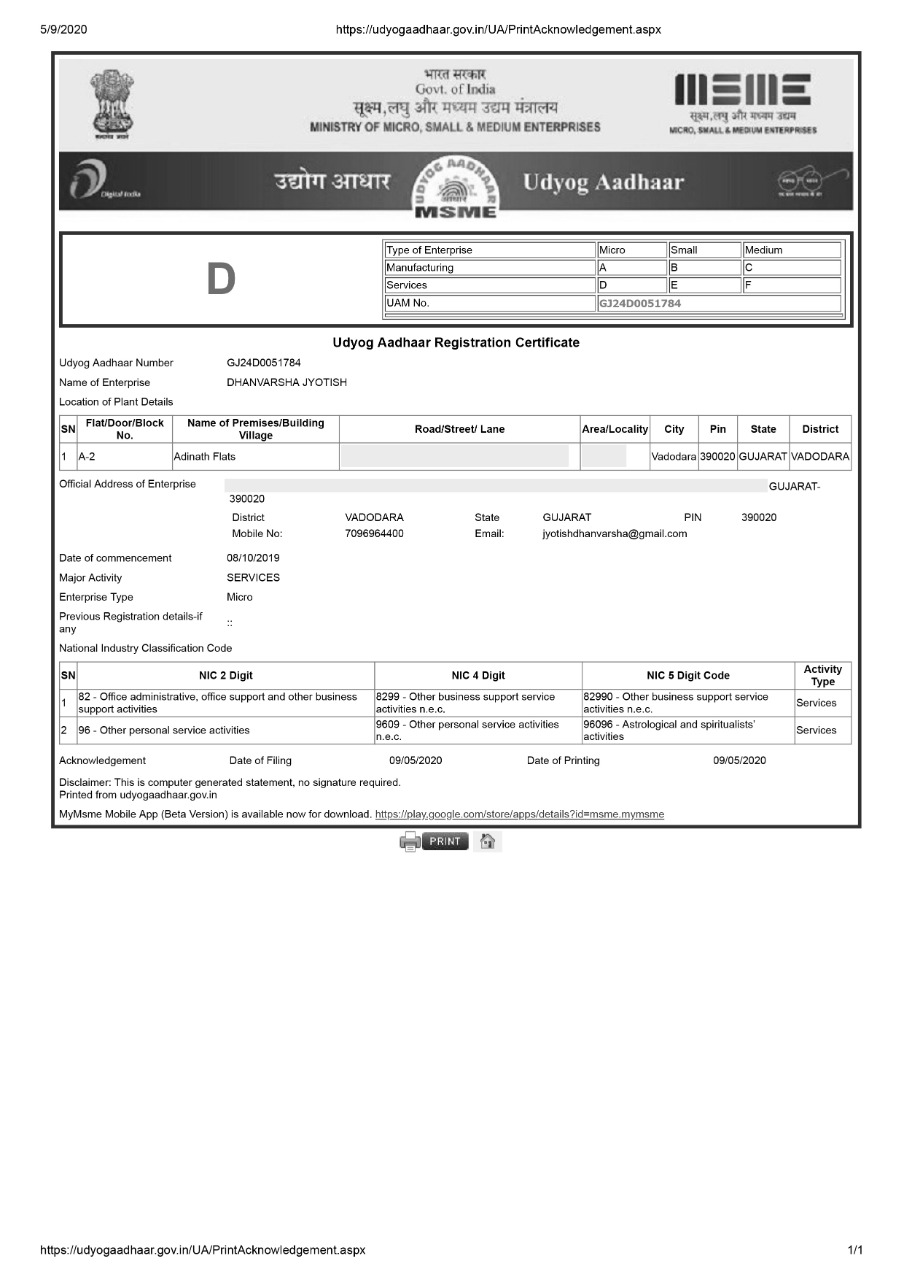 5/9/2020 https://udyogaadhaar.gov.in/UA/PrintAcknowledgement.aspx
भारत सरकार
Govt. of India
सूक्ष्म,लघु और मध्यम उद्यम मंत्रालय
MINISTRY OF MICRO, SMALL & MEDIUM ENTERPRISES
सत्यमेव जयते
MSME
सूक्ष्म,लघु और मध्यम उद्यम
MICRO, SMALL & MEDIUM ENTERPRISES
Digital India
उद्योग आधार
UDYOG AADHAAR
आधार
MSME
Udyog Aadhaar
D
Type of Enterprise Micro Small Medium
Manufacturing A B C
Services D E F
UAM No. GJ24D0051784
Udyog Aadhaar Registration Certificate
Udyog Aadhaar Number GJ24D0051784
Name of Enterprise DHANVARSHA JYOTISH
Location of Plant Details
SN Flat/Door/Block No. Name of Premises/Building Village Road/Street/ Lane Area/Locality City Pin State District
1 A-2 Adinath Flats Vadodara 390020 GUJARAT VADODARA
Official Address of Enterprise GUJARAT-
390020
District VADODARA State GUJARAT PIN 390020
Mobile No: 7096964400 Email: jyotishdhanvarsha@gmail.com
Date of commencement 08/10/2019
Major Activity SERVICES
Enterprise Type Micro
Previous Registration details-if
any ::
National Industry Classification Code
SN NIC 2 Digit NIC 4 Digit NIC 5 Digit Code Activity Type
1 82 - Office administrative, office support and other business support activities 8299 - Other business support service activities n.e.c. 82990 - Other business support service activities n.e.c. Services
2 96 - Other personal service activities 9609 - Other personal service activities n.e.c. 96096 - Astrological and spiritualists' activities Services
Acknowledgement Date of Filing 09/05/2020 Date of Printing 09/05/2020
Disclaimer: This is computer generated statement, no signature required.
Printed from udyogaadhaar.gov.in
MyMsme Mobile App (Beta Version) is available now for download. https://play.google.com/store/apps/details?id=msme.mymsme
PRINT
https://udyogaadhaar.gov.in/UA/PrintAcknowledgement.aspx 1/1